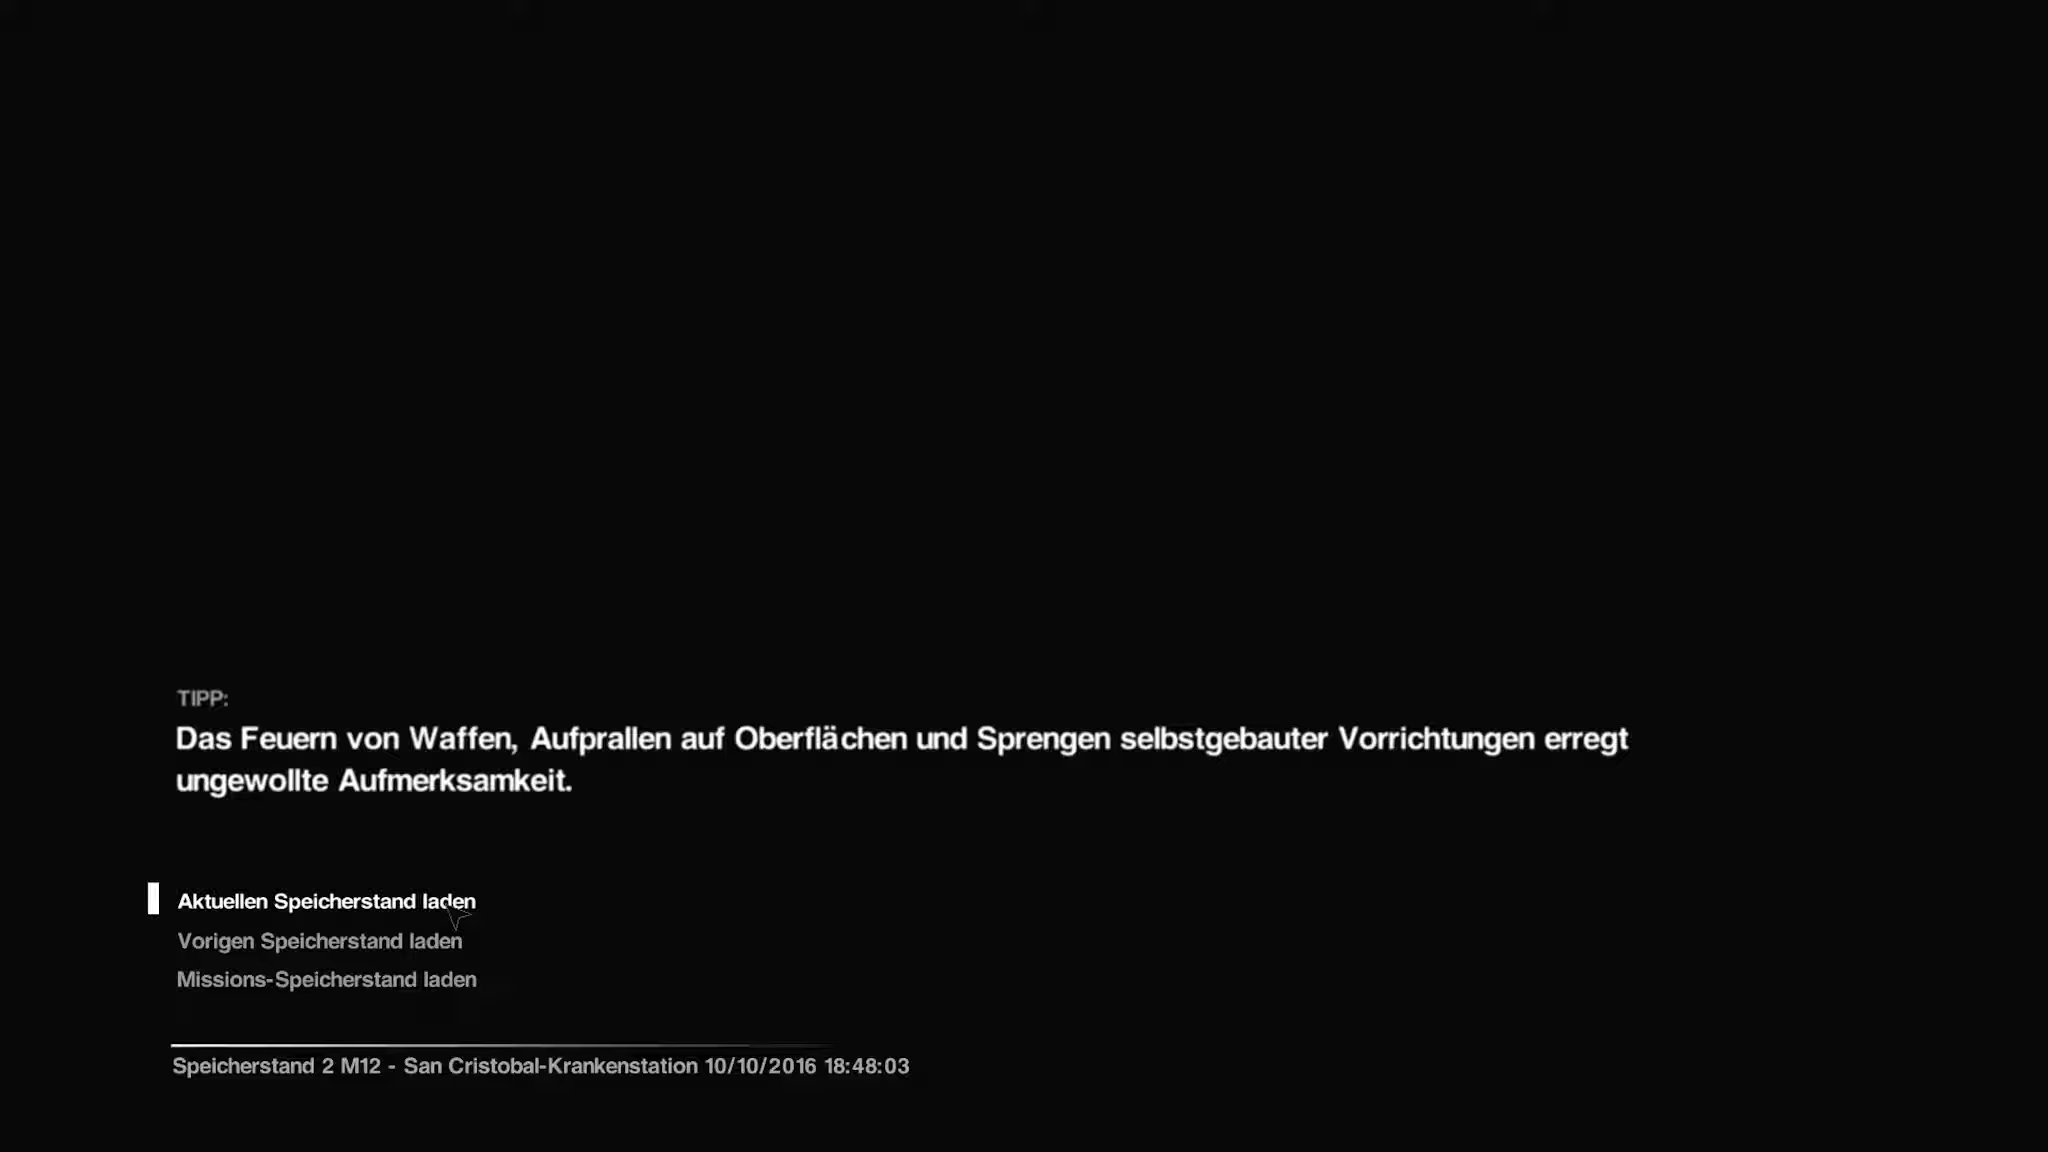 TIPP:
Das Feuern von Waffen, Aufprallen auf Oberflächen und Sprengen selbstgebauter Vorrichtungen erregt
ungewollte Aufmerksamkeit.
Aktuellen Speicherstand laden
Vorigen Speicherstand laden
Missions-Speicherstand laden
Speicherstand 2 M12 - San Cristobal-Krankenstation 10/10/2016 18:48:03